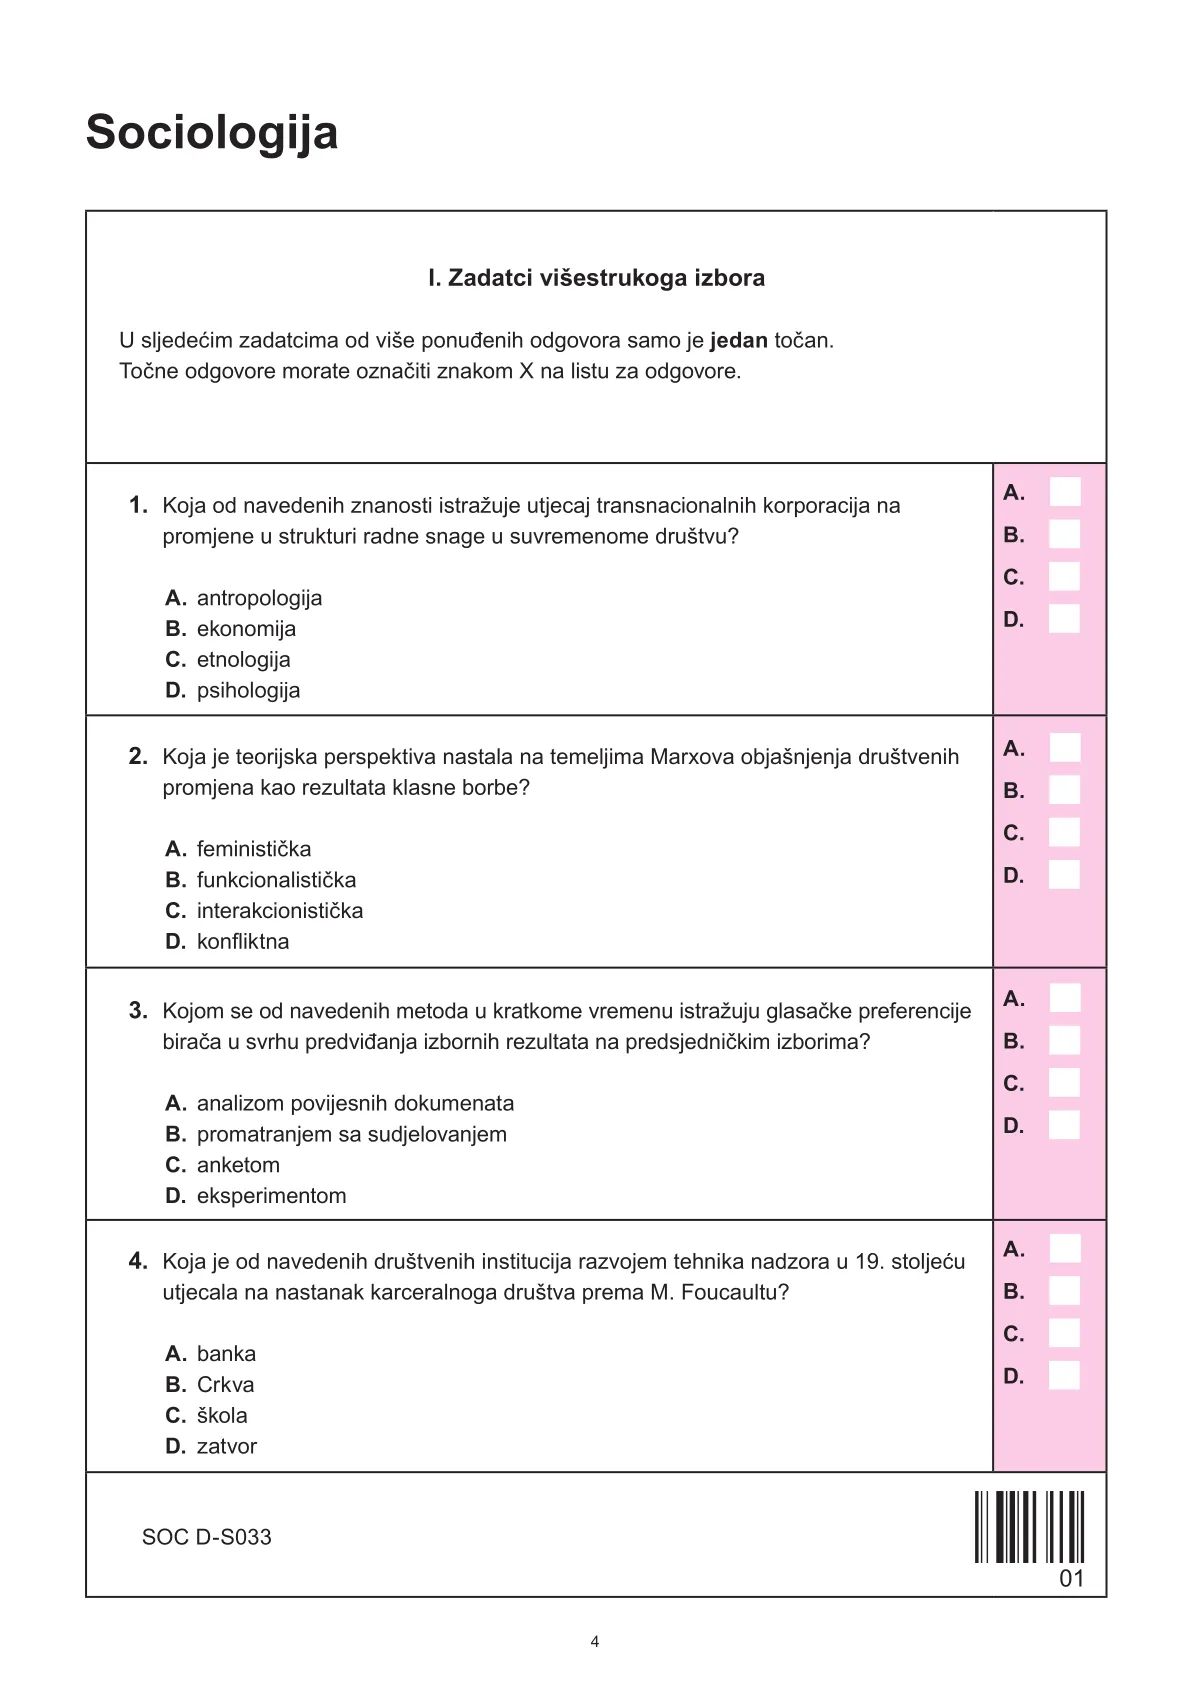 Sociologija
I. Zadatci višestrukoga izbora
U sljedećim zadatcima od više ponuđenih odgovora samo je jedan točan.
Točne odgovore morate označiti znakom X na listu za odgovore.
1. Koja od navedenih znanosti istražuje utjecaj transnacionalnih korporacija na
promjene u strukturi radne snage u suvremenome društvu?
A. antropologija
B. ekonomija
C. etnologija
D. psihologija
A.
B.
C.
D.
2. Koja je teorijska perspektiva nastala na temeljima Marxova objašnjenja društvenih
promjena kao rezultata klasne borbe?
A. feministička
B. funkcionalistička
C. interakcionistička
D. konfliktna
A.
B.
C.
D.
3. Kojom se od navedenih metoda u kratkome vremenu istražuju glasačke preferencije
birača u svrhu predviđanja izbornih rezultata na predsjedničkim izborima?
A. analizom povijesnih dokumenata
B. promatranjem sa sudjelovanjem
C. anketom
D. eksperimentom
A.
B.
C.
D.
4. Koja je od navedenih društvenih institucija razvojem tehnika nadzora u 19. stoljeću
utjecala na nastanak karceralnoga društva prema M. Foucaultu?
A. banka
B. Crkva
C. škola
D. zatvor
A.
B.
C.
D.
SOC D-S033
01
4